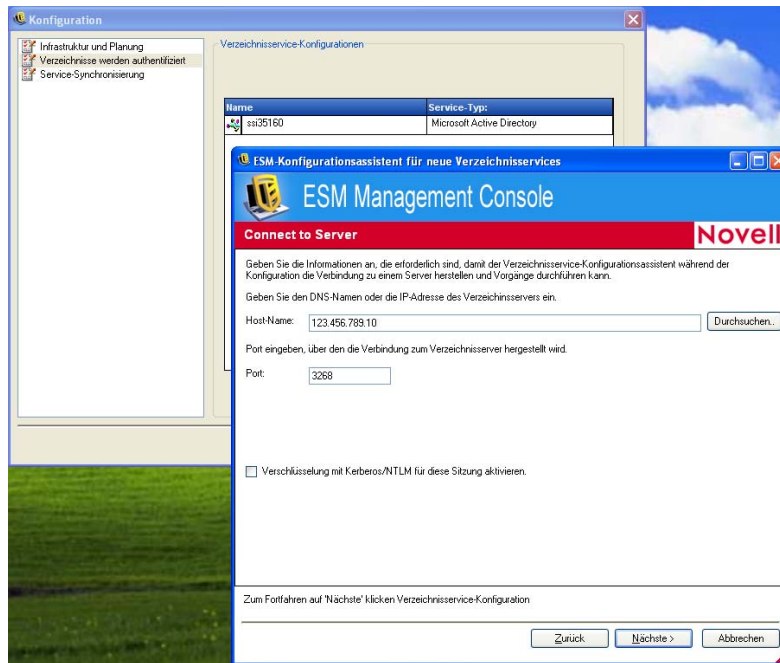 Konfiguration
Infrastruktur und Planung
Verzeichnisse werden authentifiziert
Service-Synchronisierung
Verzeichnisservice-Konfigurationen
Name Service-Typ:
ssi35160 Microsoft Active Directory
ESM-Konfigurationsassistent für neue Verzeichnisservices
ESM Management Console
Connect to Server Novell
Geben Sie die Informationen an, die erforderlich sind, damit der Verzeichnisservice-Konfigurationsassistent während der
Konfiguration die Verbindung zu einem Server herstellen und Vorgänge durchführen kann.
Geben Sie den DNS-Namen oder die IP-Adresse des Verzeichinsservers ein.
Host-Name: 123.456.789.10 Durchsuchen..
Port eingeben, über den die Verbindung zum Verzeichnisserver hergestellt wird.
Port: 3268
Verschlüsselung mit Kerberos/NTLM für diese Sitzung aktivieren.
Zum Fortfahren auf 'Nächste' klicken Verzeichnisservice-Konfiguration
Zurück Nächste > Abbrechen